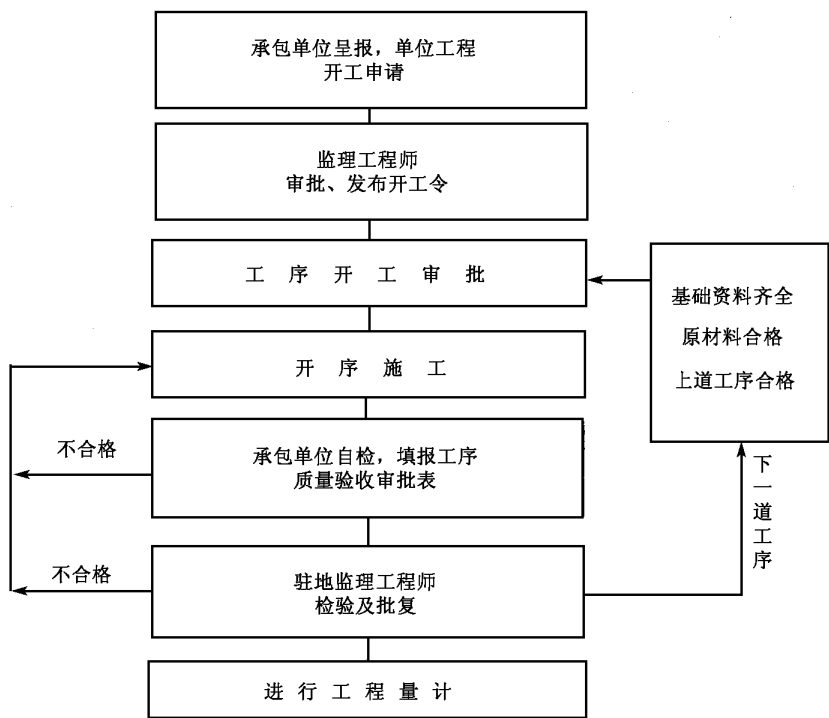 承包单位呈报，单位工程
开工申请
监理工程师
审批、发布开工令
工序开工审批
基础资料齐全
原材料合格
上道工序合格
开序施工
不合格
承包单位自检，填报工序
质量验收审批表
下一道工序
不合格
驻地监理工程师
检验及批复
进行工程量计